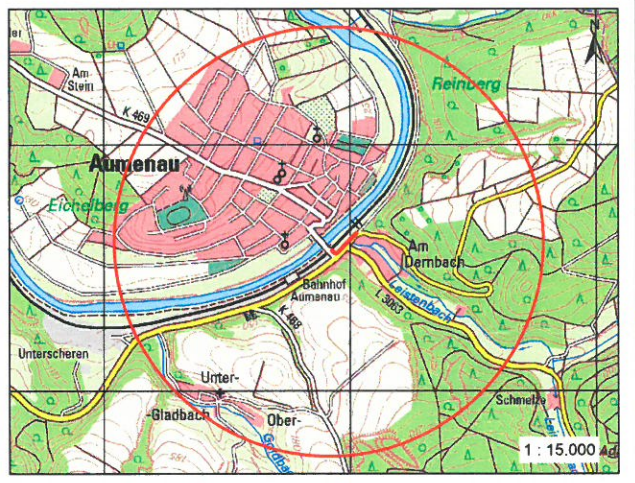 N
Am
Stein
K 469
Reinberg
Aumenau
Eichelberg
Am
Dernbach
Bahnhof
Aumenau
Leistenbach
L 3063
K 468
Unterscheren
Unter-
-Gladbach
Ober-
Schmelze
1 : 15.000